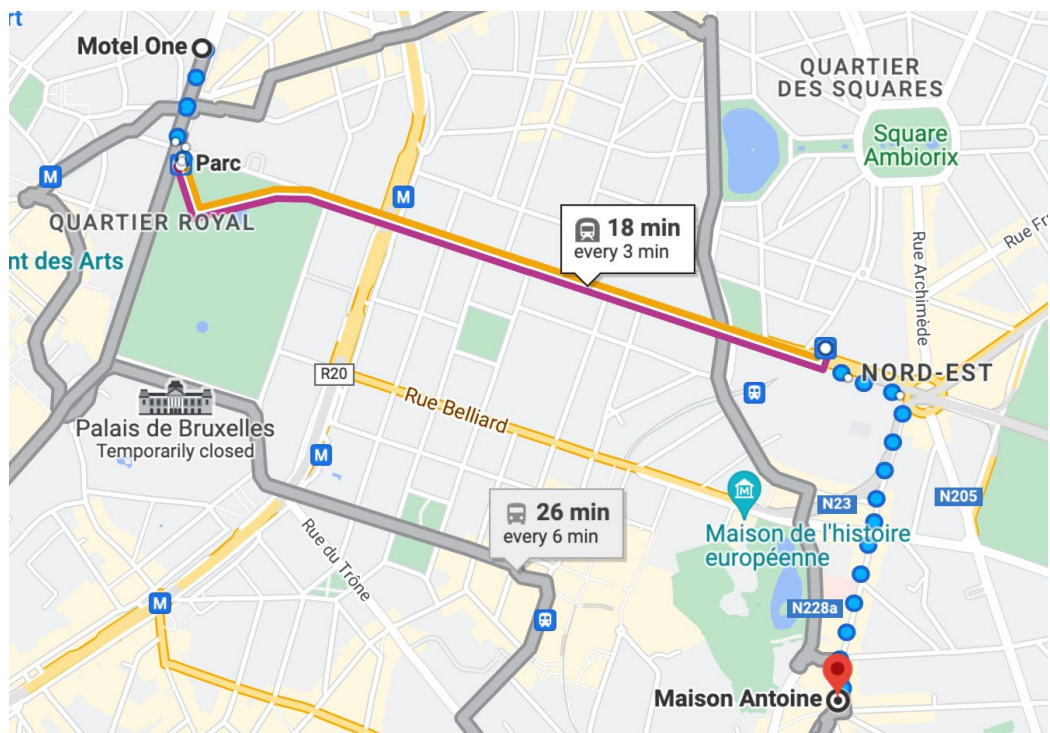 rt
Motel One
QUARTIER
DES SQUARES
Square
Ambiorix
Parc
M
M
QUARTIER ROYAL
18 min
every 3 min
nt des Arts
Rue Fr
Rue Archimède
R20
NORD-EST
Rue Belliard
Palais de Bruxelles
Temporarily closed
M
26 min
every 6 min
N23
N205
Maison de l'histoire
européenne
Rue du Trône
M
N228a
Maison Antoine